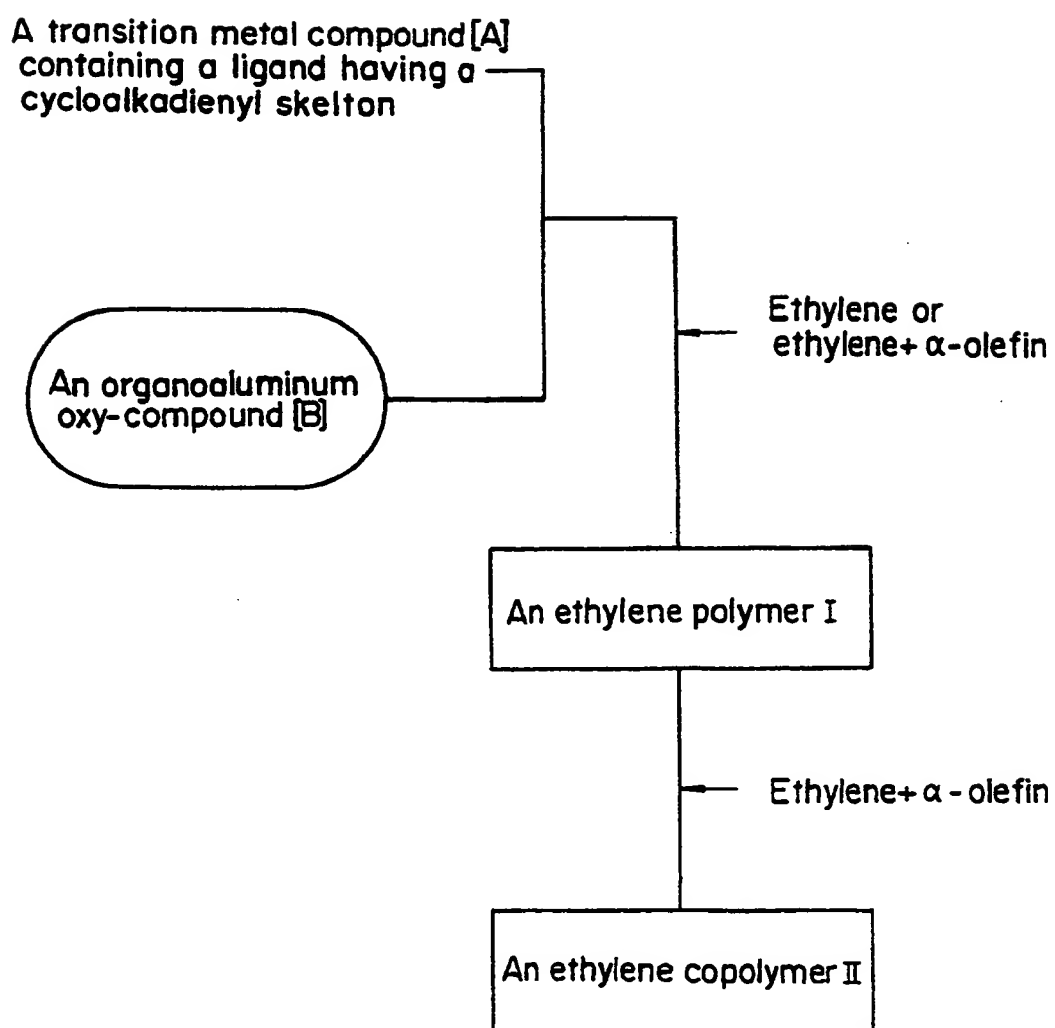 A transition metal compound [A]
containing a ligand having a
cycloalkadienyl skelton
Ethylene or
ethylene+ α-olefin
An organoaluminum
oxy-compound [B]
An ethylene polymer I
Ethylene+ α-olefin
An ethylene copolymer II